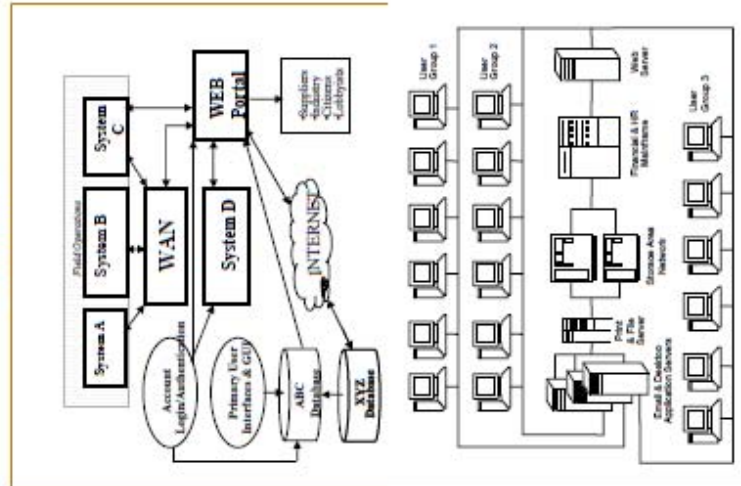 Field Operations
System A
System B
System C
WAN
WEB
Portal
•Suppliers
•Industry
•Citizens
•Lobbyists
System D
Account
Login/Authentication
Primary User
Interfaces & GUI
INTERNET
ABC
Database
XYZ
Database
User
Group 1
User
Group 2
Email & Desktop
Application Servers
Print
& File
Server
Storage Area
Network
Financial & HR
Mainframe
Web
Server
User
Group 3